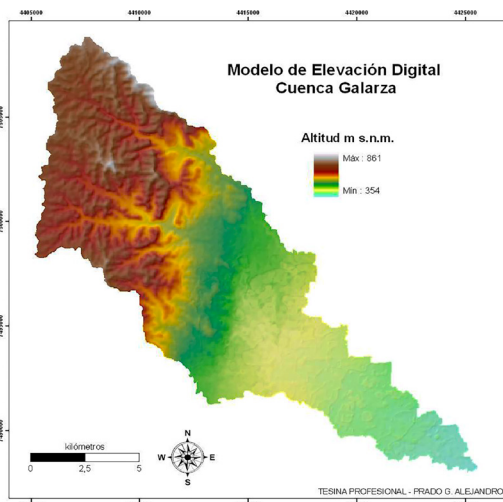 4405000 4410000 4415000 4420000 4425000
Modelo de Elevación Digital
Cuenca Galarza
Altitud m s.n.m.
Máx : 861
Mín : 354
kilómetros
0 2,5 5
N
W E
S
TESINA PROFESIONAL - PRADO G. ALEJANDRO